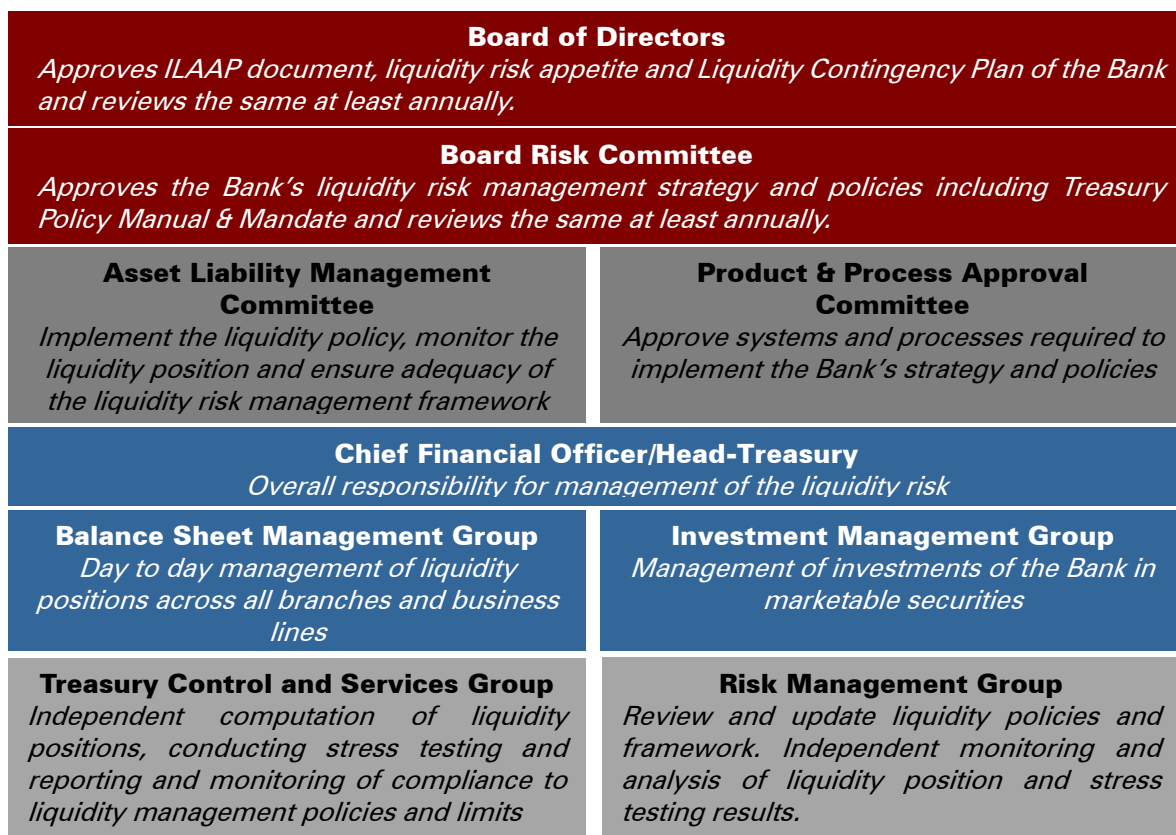 Board of Directors
Approves ILAAP document, liquidity risk appetite and Liquidity Contingency Plan of the Bank
and reviews the same at least annually.
Board Risk Committee
Approves the Bank's liquidity risk management strategy and policies including Treasury
Policy Manual & Mandate and reviews the same at least annually.
Asset Liability Management
Committee
Implement the liquidity policy, monitor the
liquidity position and ensure adequacy of
the liquidity risk management framework
Product & Process Approval
Committee
Approve systems and processes required to
implement the Bank's strategy and policies
Chief Financial Officer/Head-Treasury
Overall responsibility for management of the liquidity risk
Balance Sheet Management Group
Day to day management of liquidity
positions across all branches and business
lines
Investment Management Group
Management of investments of the Bank in
marketable securities
Treasury Control and Services Group
Independent computation of liquidity
positions, conducting stress testing and
reporting and monitoring of compliance to
liquidity management policies and limits
Risk Management Group
Review and update liquidity policies and
framework. Independent monitoring and
analysis of liquidity position and stress
testing results.